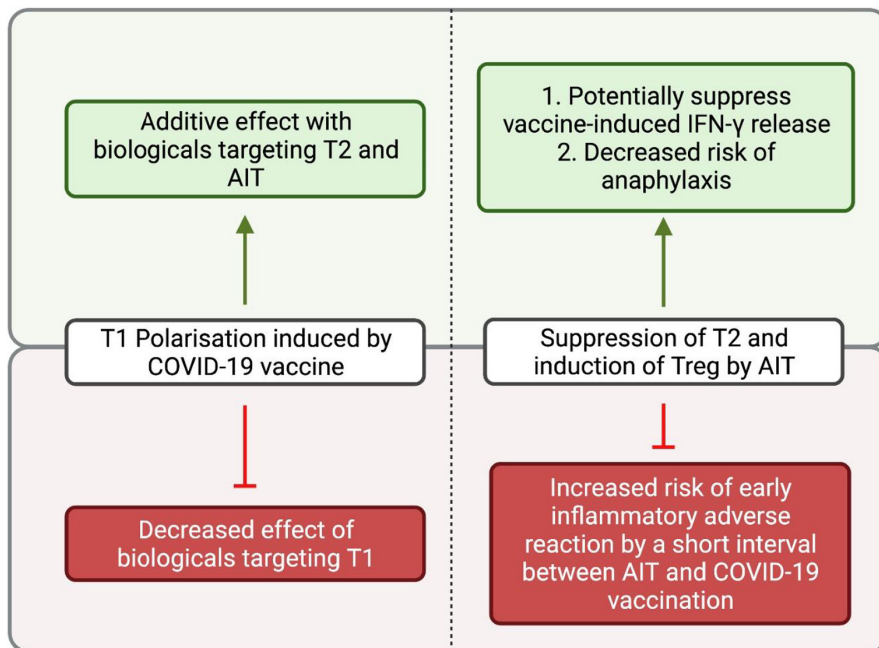 Additive effect with
biologicals targeting T2 and
AIT
1. Potentially suppress
vaccine-induced IFN-γ release
2. Decreased risk of
anaphylaxis
T1 Polarisation induced by
COVID-19 vaccine
Suppression of T2 and
induction of Treg by AIT
Decreased effect of
biologicals targeting T1
Increased risk of early
inflammatory adverse
reaction by a short interval
between AIT and COVID-19
vaccination